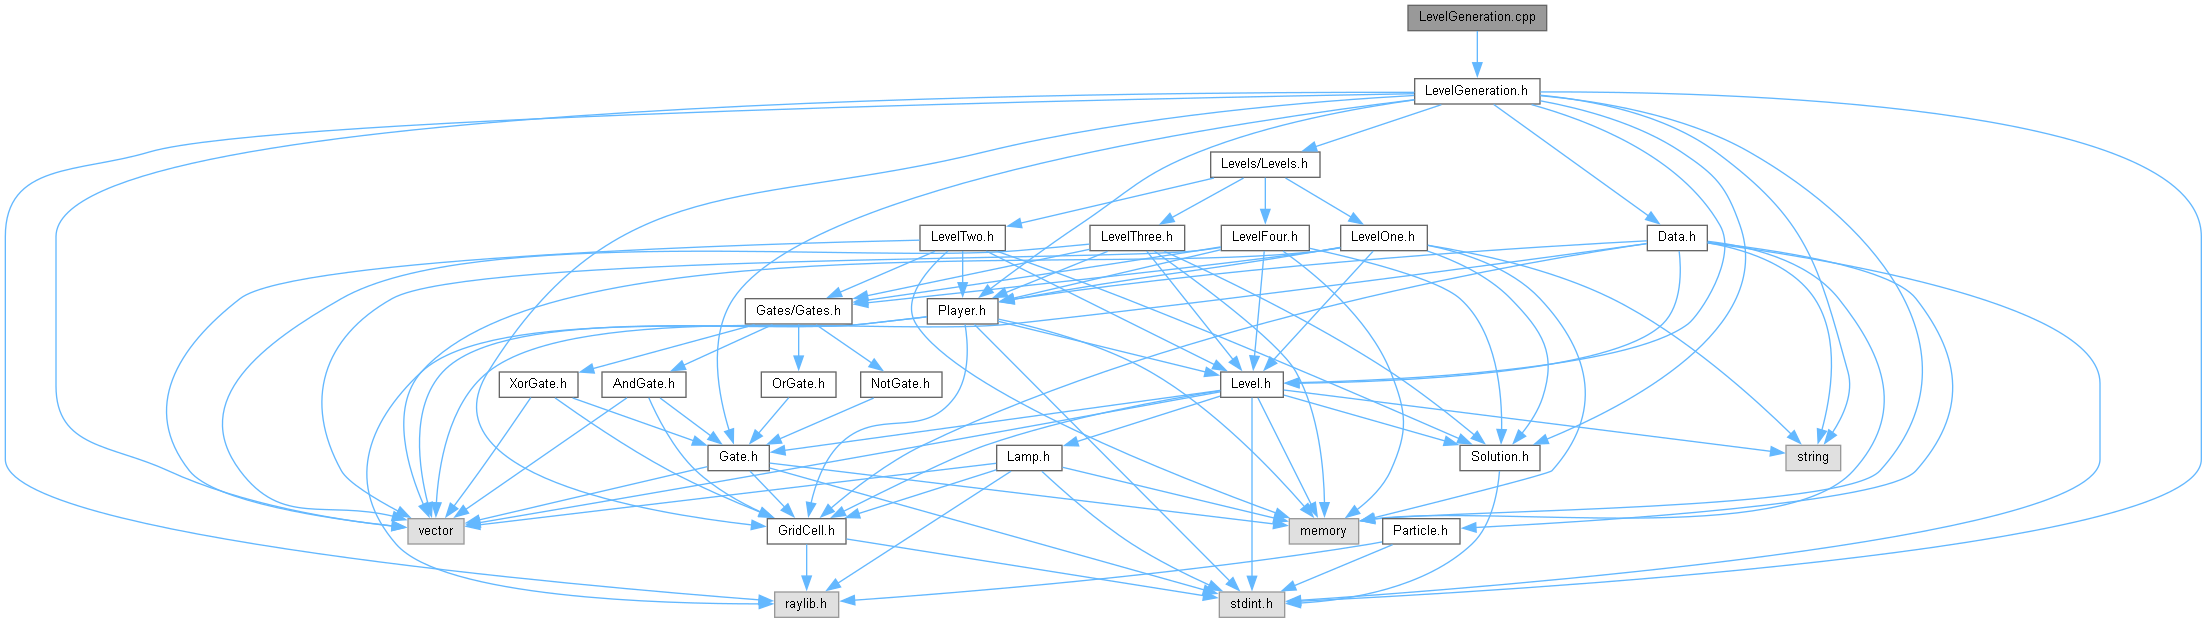 LevelGeneration.cpp
LevelGeneration.h
Levels/Levels.h
LevelTwo.h
LevelThree.h
LevelFour.h
LevelOne.h
Data.h
Gates/Gates.h
Player.h
XorGate.h
AndGate.h
OrGate.h
NotGate.h
Level.h
Gate.h
Lamp.h
Solution.h
string
vector
GridCell.h
memory
Particle.h
raylib.h
stdint.h